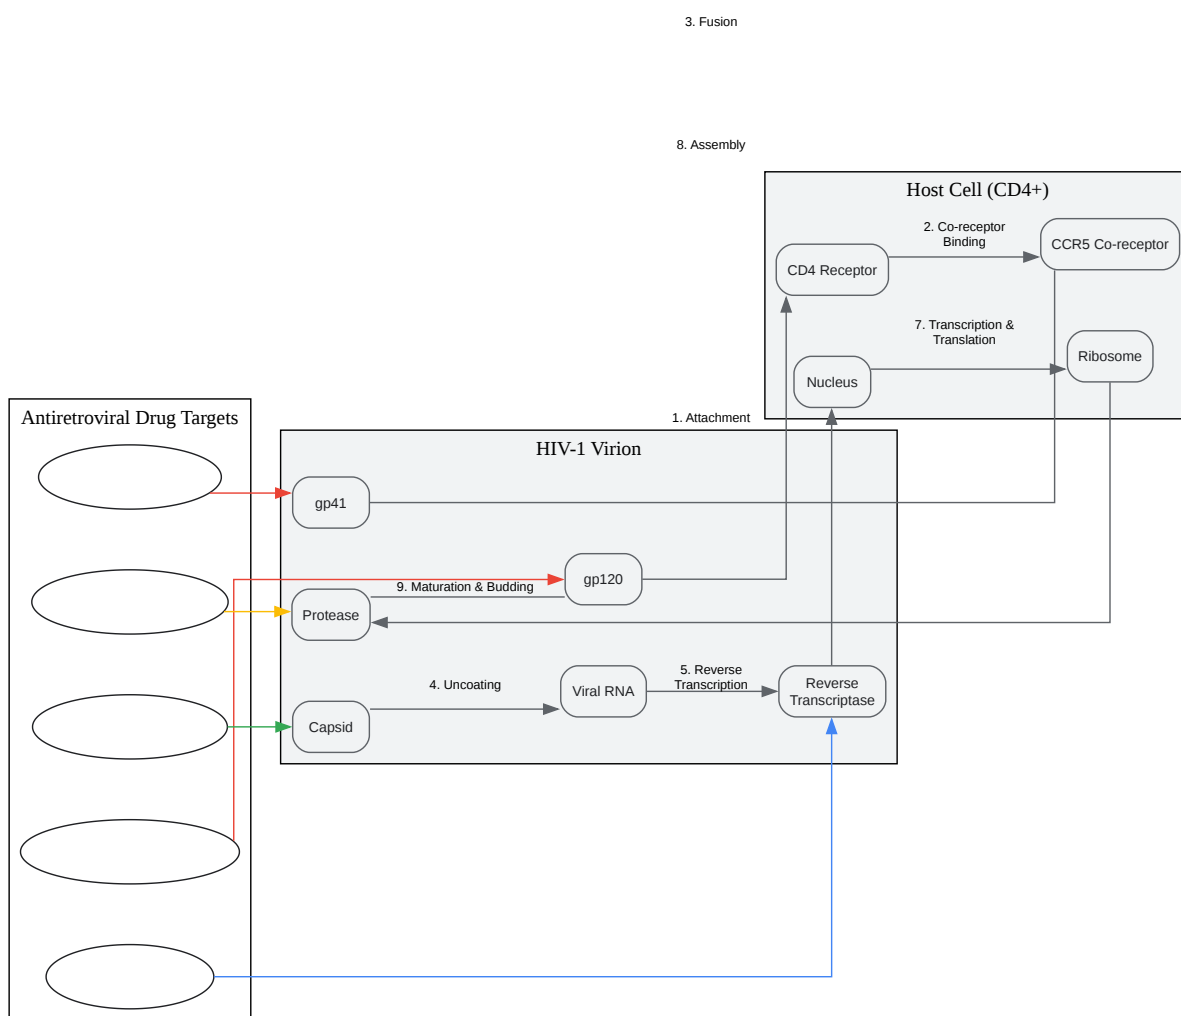 3. Fusion
8. Assembly
Host Cell (CD4+)
2. Co-receptor
Binding
CCR5 Co-receptor
CD4 Receptor
7. Transcription &
Translation
Ribosome
Nucleus
Antiretroviral Drug Targets
1. Attachment
HIV-1 Virion
gp41
gp120
9. Maturation & Budding
Protease
5. Reverse
Transcription
4. Uncoating
Viral RNA
Reverse
Transcriptase
Capsid